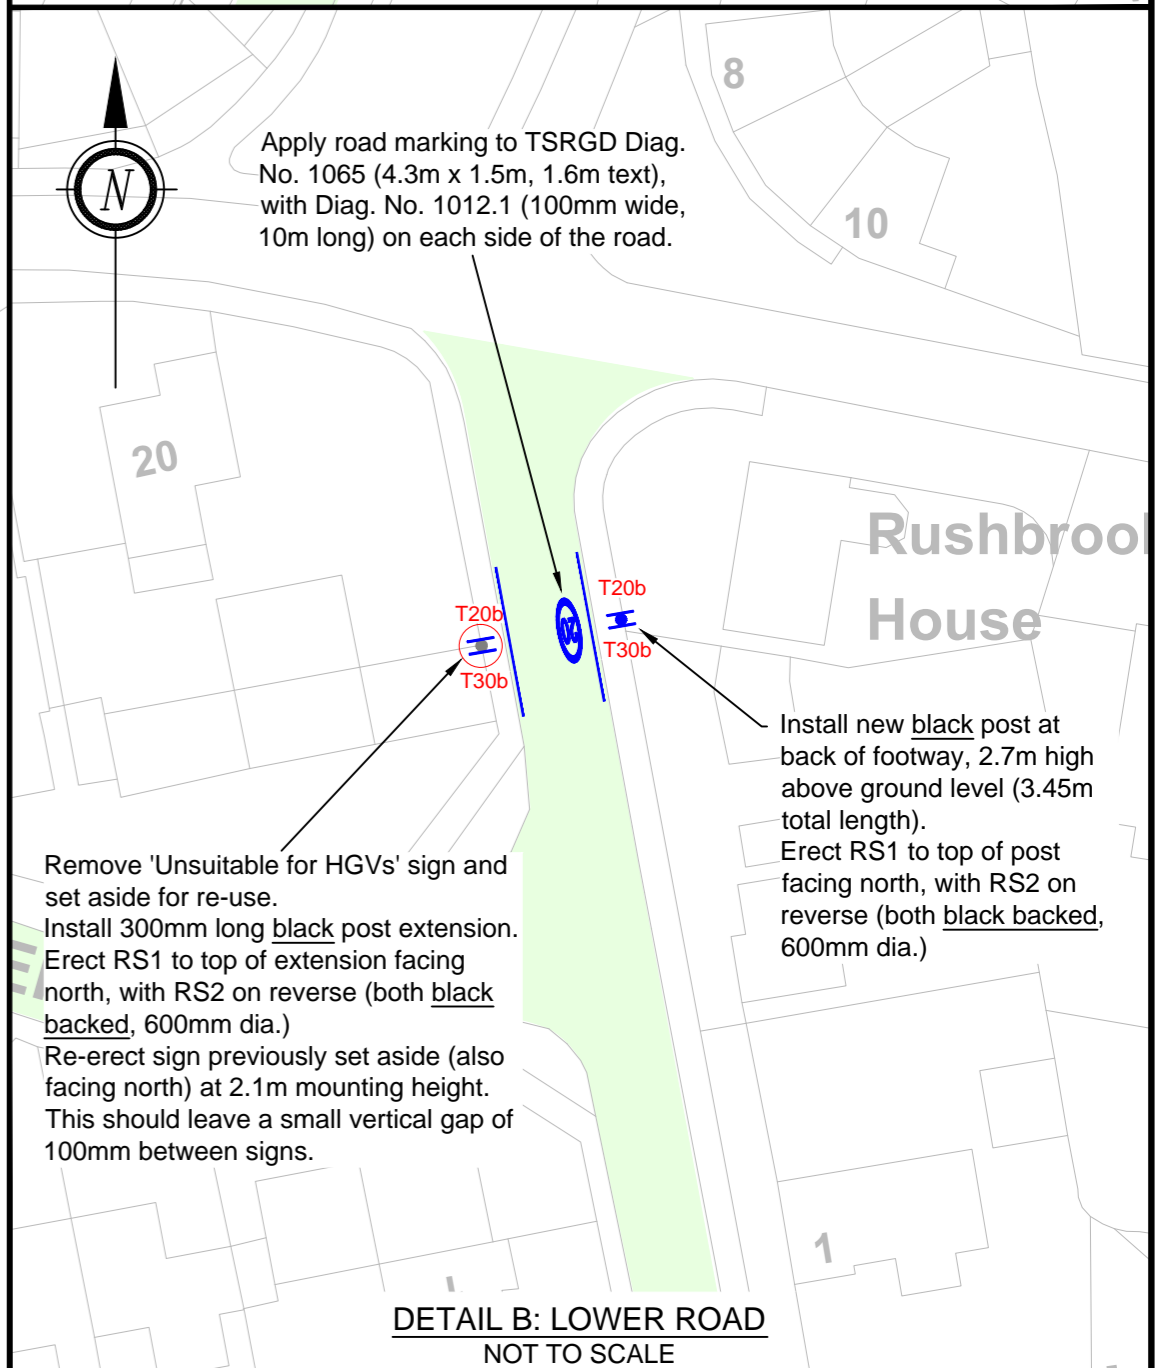 8
Apply road marking to TSRGD Diag.
No. 1065 (4.3m x 1.5m, 1.6m text),
with Diag. No. 1012.1 (100mm wide,
10m long) on each side of the road.
N
10
20
Rushbrook
House
T20b
T30b
20
T20b
T30b
Install new black post at
back of footway, 2.7m high
above ground level (3.45m
total length).
Erect RS1 to top of post
facing north, with RS2 on
reverse (both black backed,
600mm dia.)
Remove 'Unsuitable for HGVs' sign and
set aside for re-use.
Install 300mm long black post extension.
Erect RS1 to top of extension facing
north, with RS2 on reverse (both black
backed, 600mm dia.)
Re-erect sign previously set aside (also
facing north) at 2.1m mounting height.
This should leave a small vertical gap of
100mm between signs.
1
DETAIL B: LOWER ROAD
NOT TO SCALE